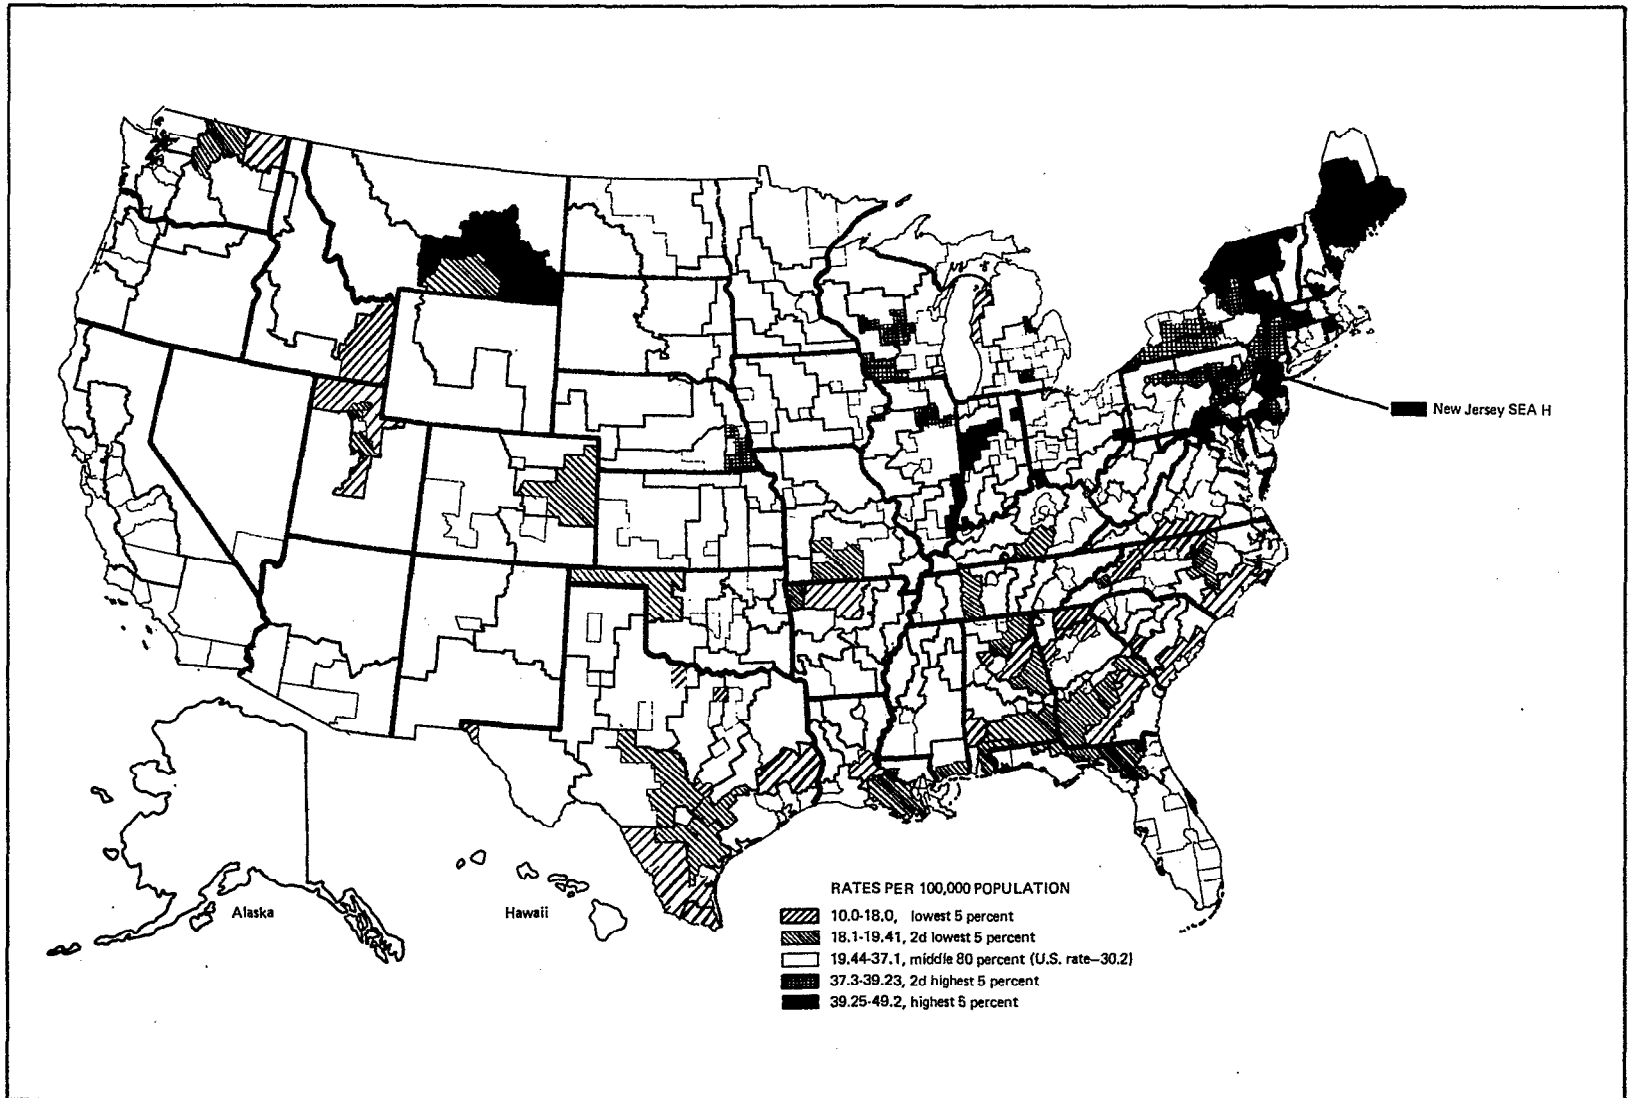 New Jersey SEA H
Alaska
Hawaii
RATES PER 100,000 POPULATION
10.0-18.0, lowest 5 percent
18.1-19.41, 2d lowest 5 percent
19.44-37.1, middle 80 percent (U.S. rate—30.2)
37.3-39.23, 2d highest 5 percent
39.25-49.2, highest 5 percent